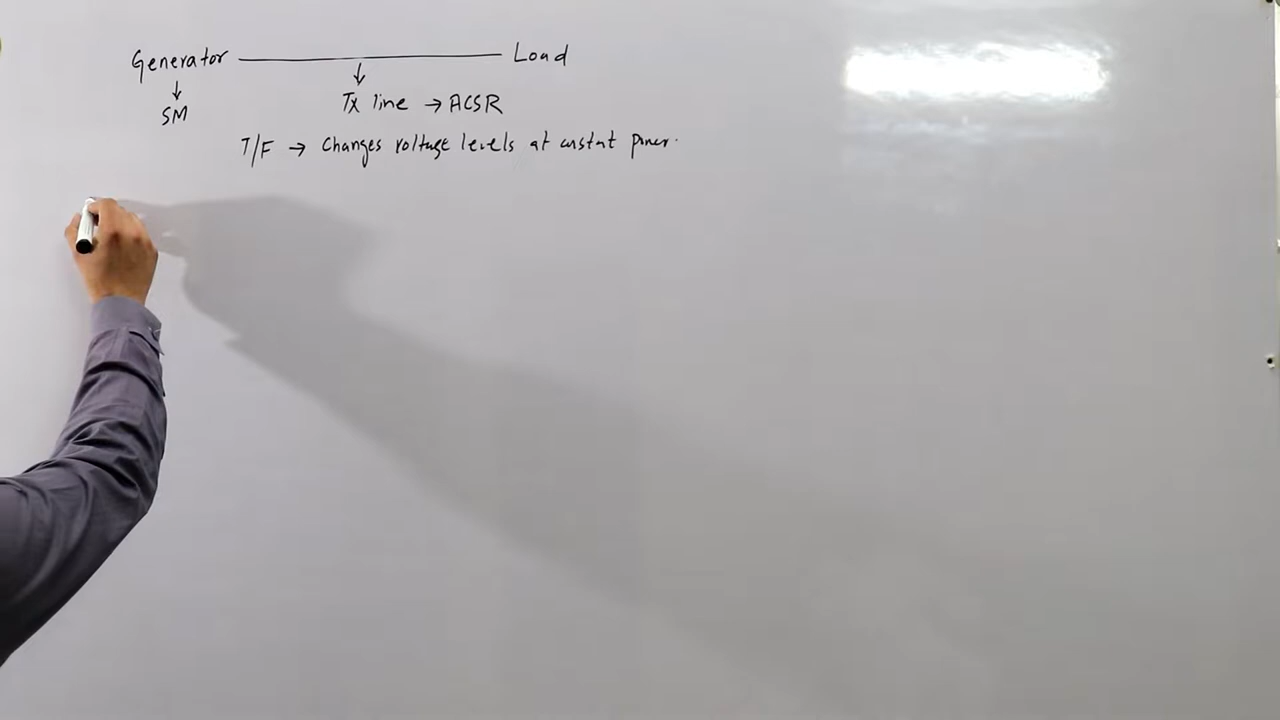 Generator ——— Load
↓ ↓
SM Tx line → ACSR
T/F → Changes voltage levels at constant power.